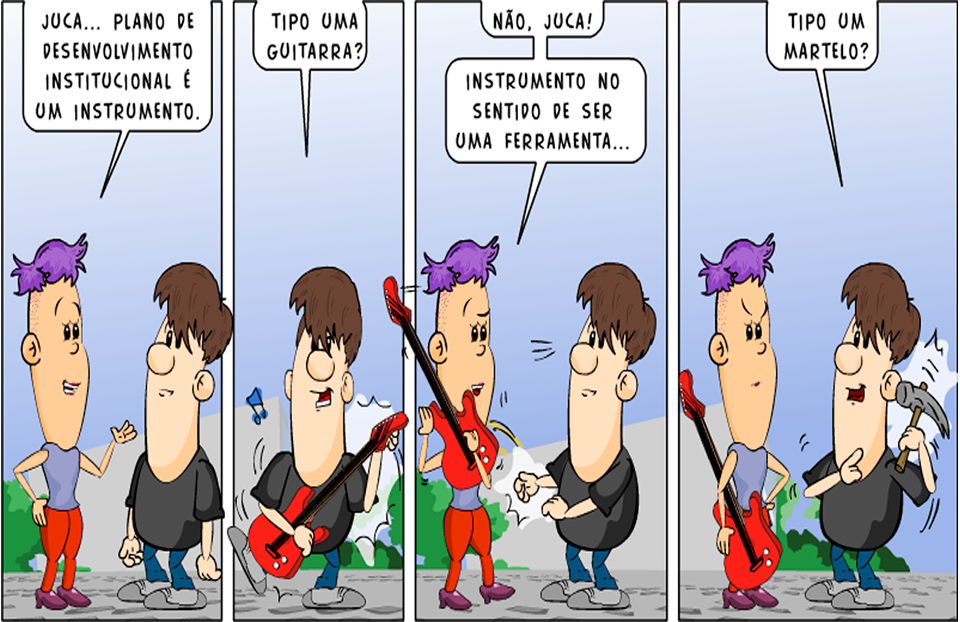 JUCA... PLANO DE
DESENVOLVIMENTO
INSTITUCIONAL É
UM INSTRUMENTO.
TIPO UMA
GUITARRA?
NÃO, JUCA!
INSTRUMENTO NO
SENTIDO DE SER
UMA FERRAMENTA...
TIPO UM
MARTELO?